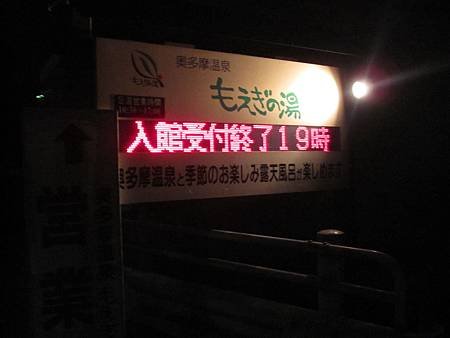 奥多摩温泉
もえぎの湯
入館受付終了19時
奥多摩温泉と季節のお楽しみ露天風呂が楽しめます
営業